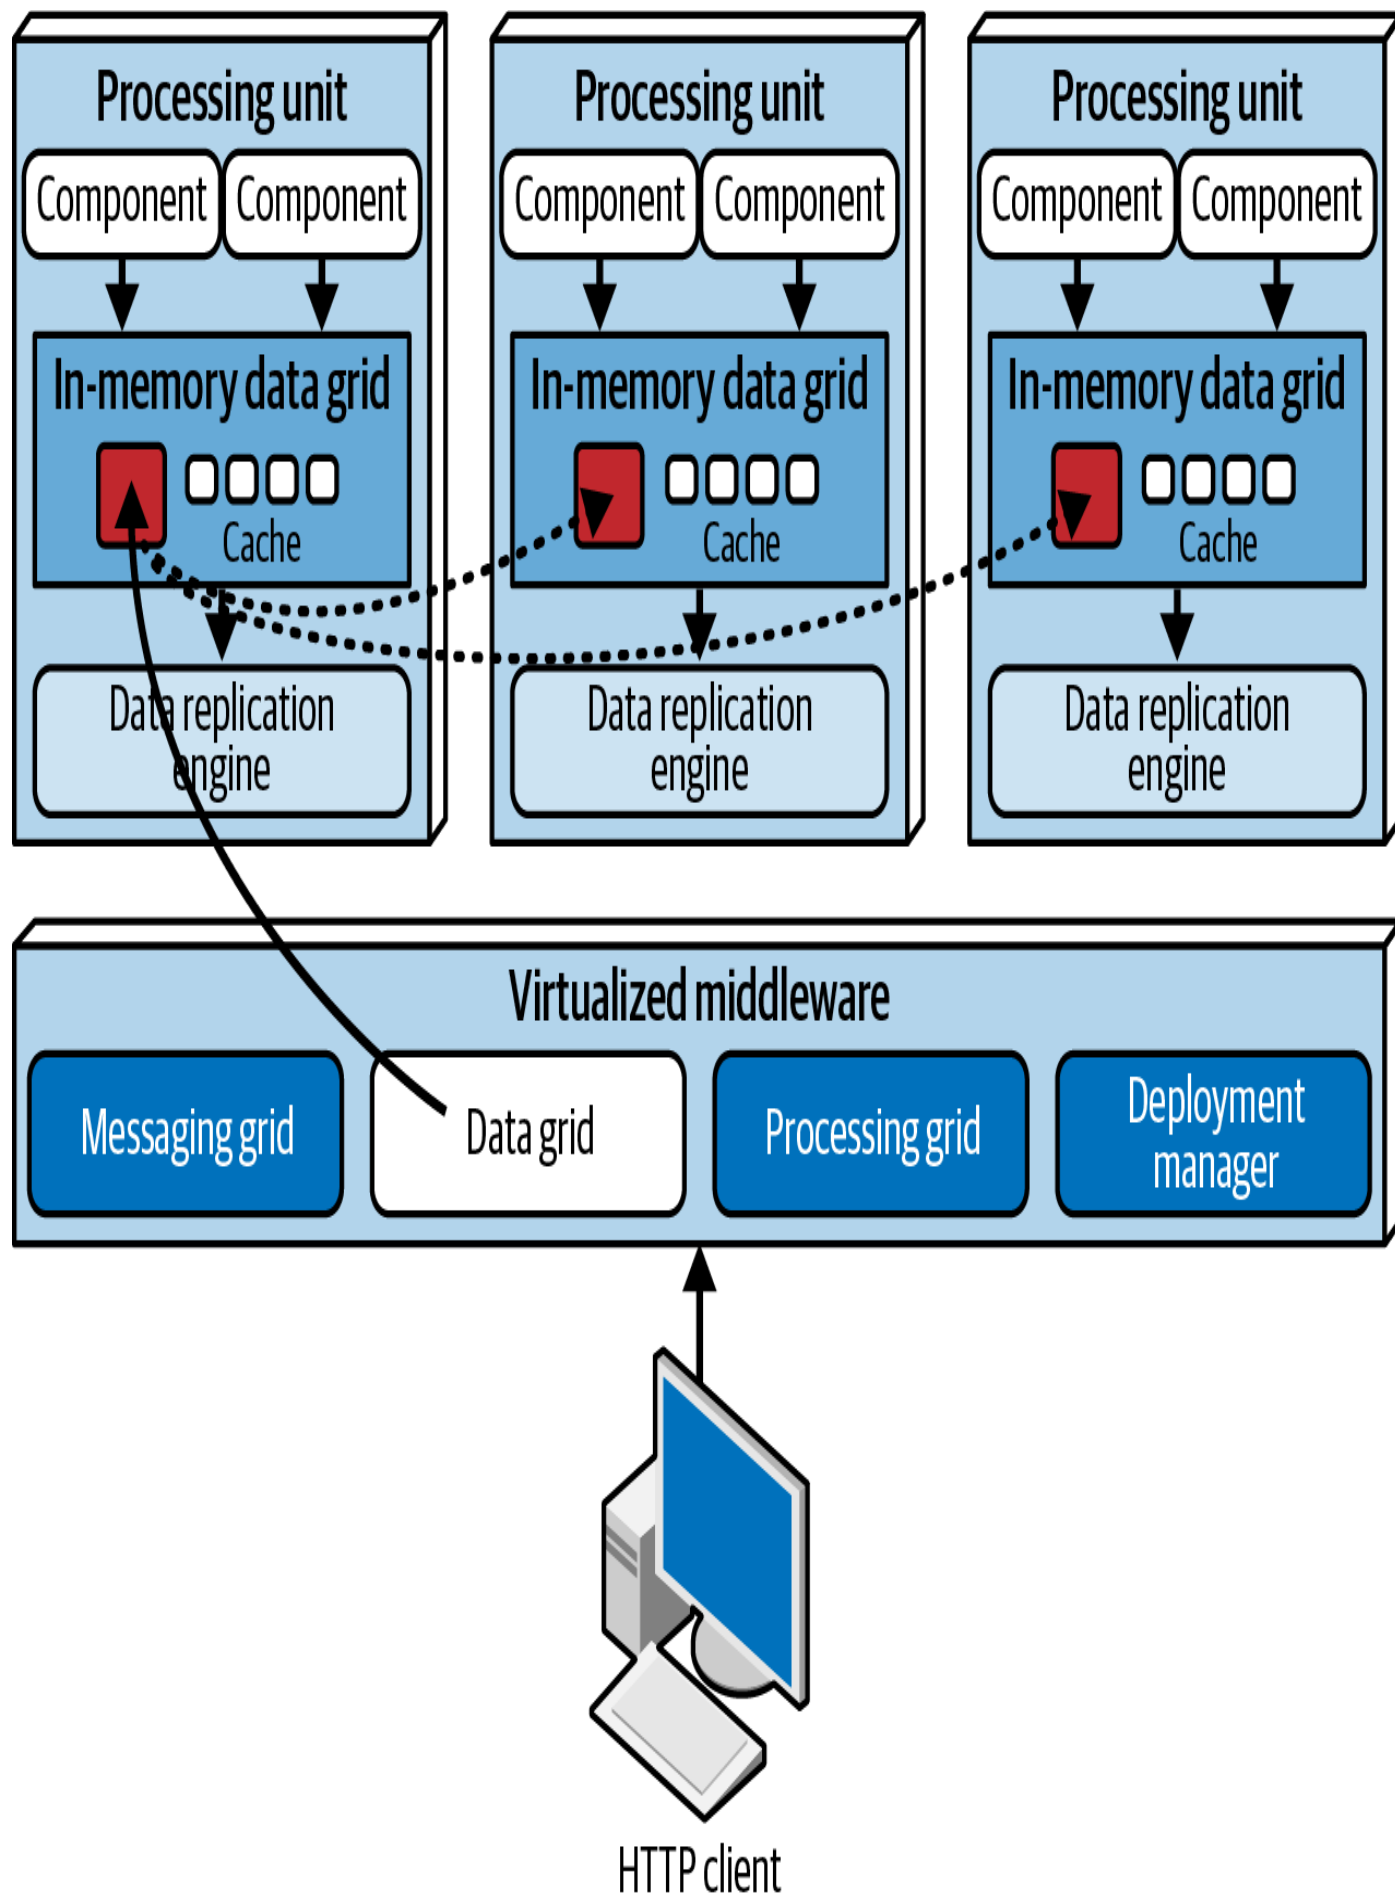 Processing unit
Processing unit
Processing unit
Component
Component
Component
Component
Component
Component
In-memory data grid
In-memory data grid
In-memory data grid
Cache
Cache
Cache
Data replication
engine
Data replication
engine
Data replication
engine
Virtualized middleware
Messaging grid
Data grid
Processing grid
Deployment
manager
HTTP client